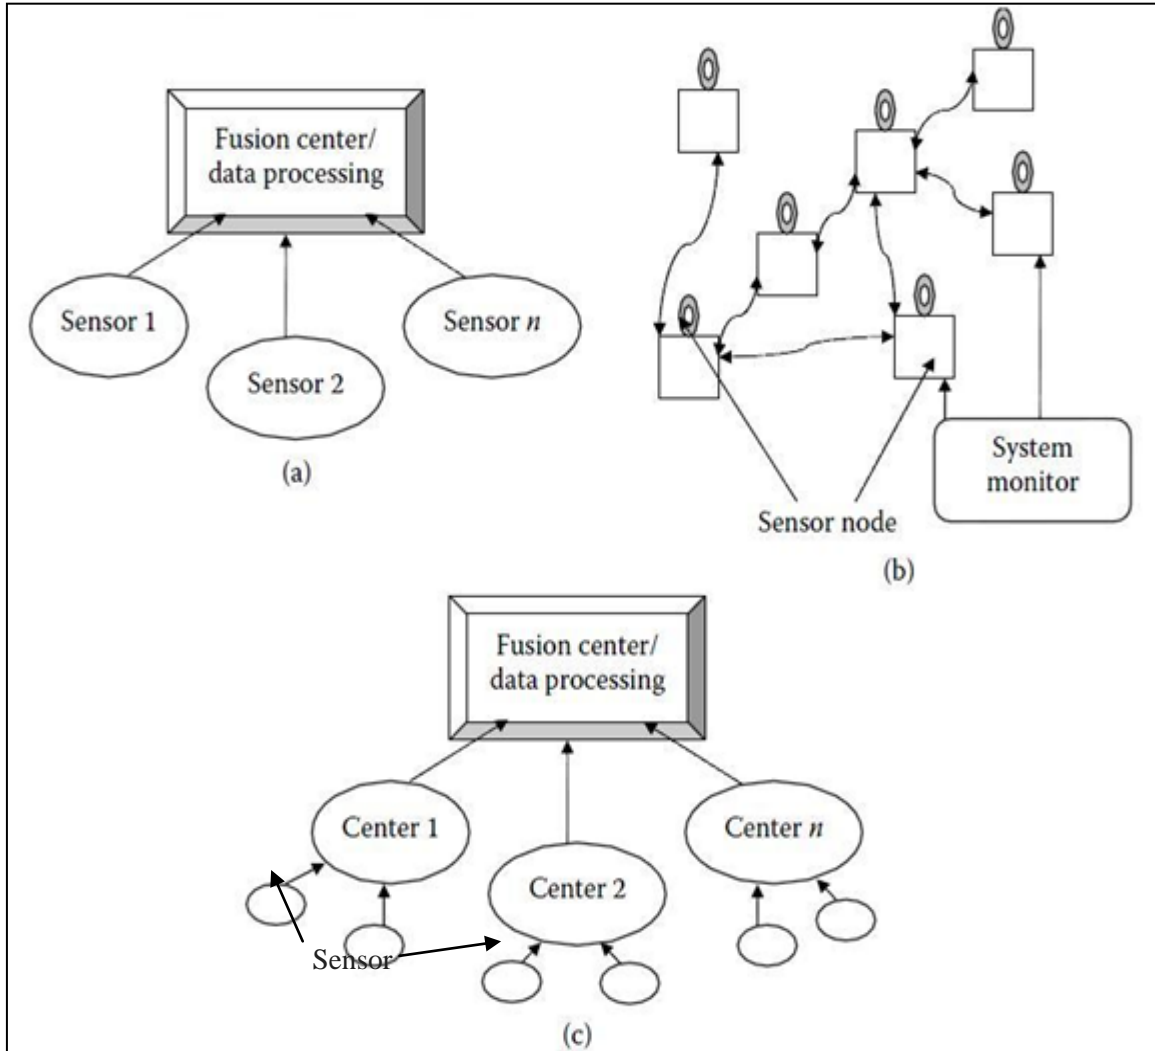 Fusion center/
data processing
Sensor 1
Sensor 2
Sensor n
(a)
System
monitor
Sensor node
(b)
Fusion center/
data processing
Center 1
Center 2
Center n
Sensor
(c)